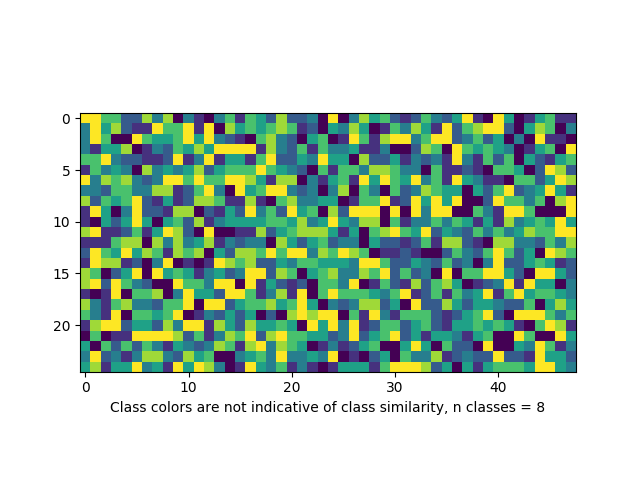 0
5
10
15
20
0 10 20 30 40
Class colors are not indicative of class similarity, n classes = 8